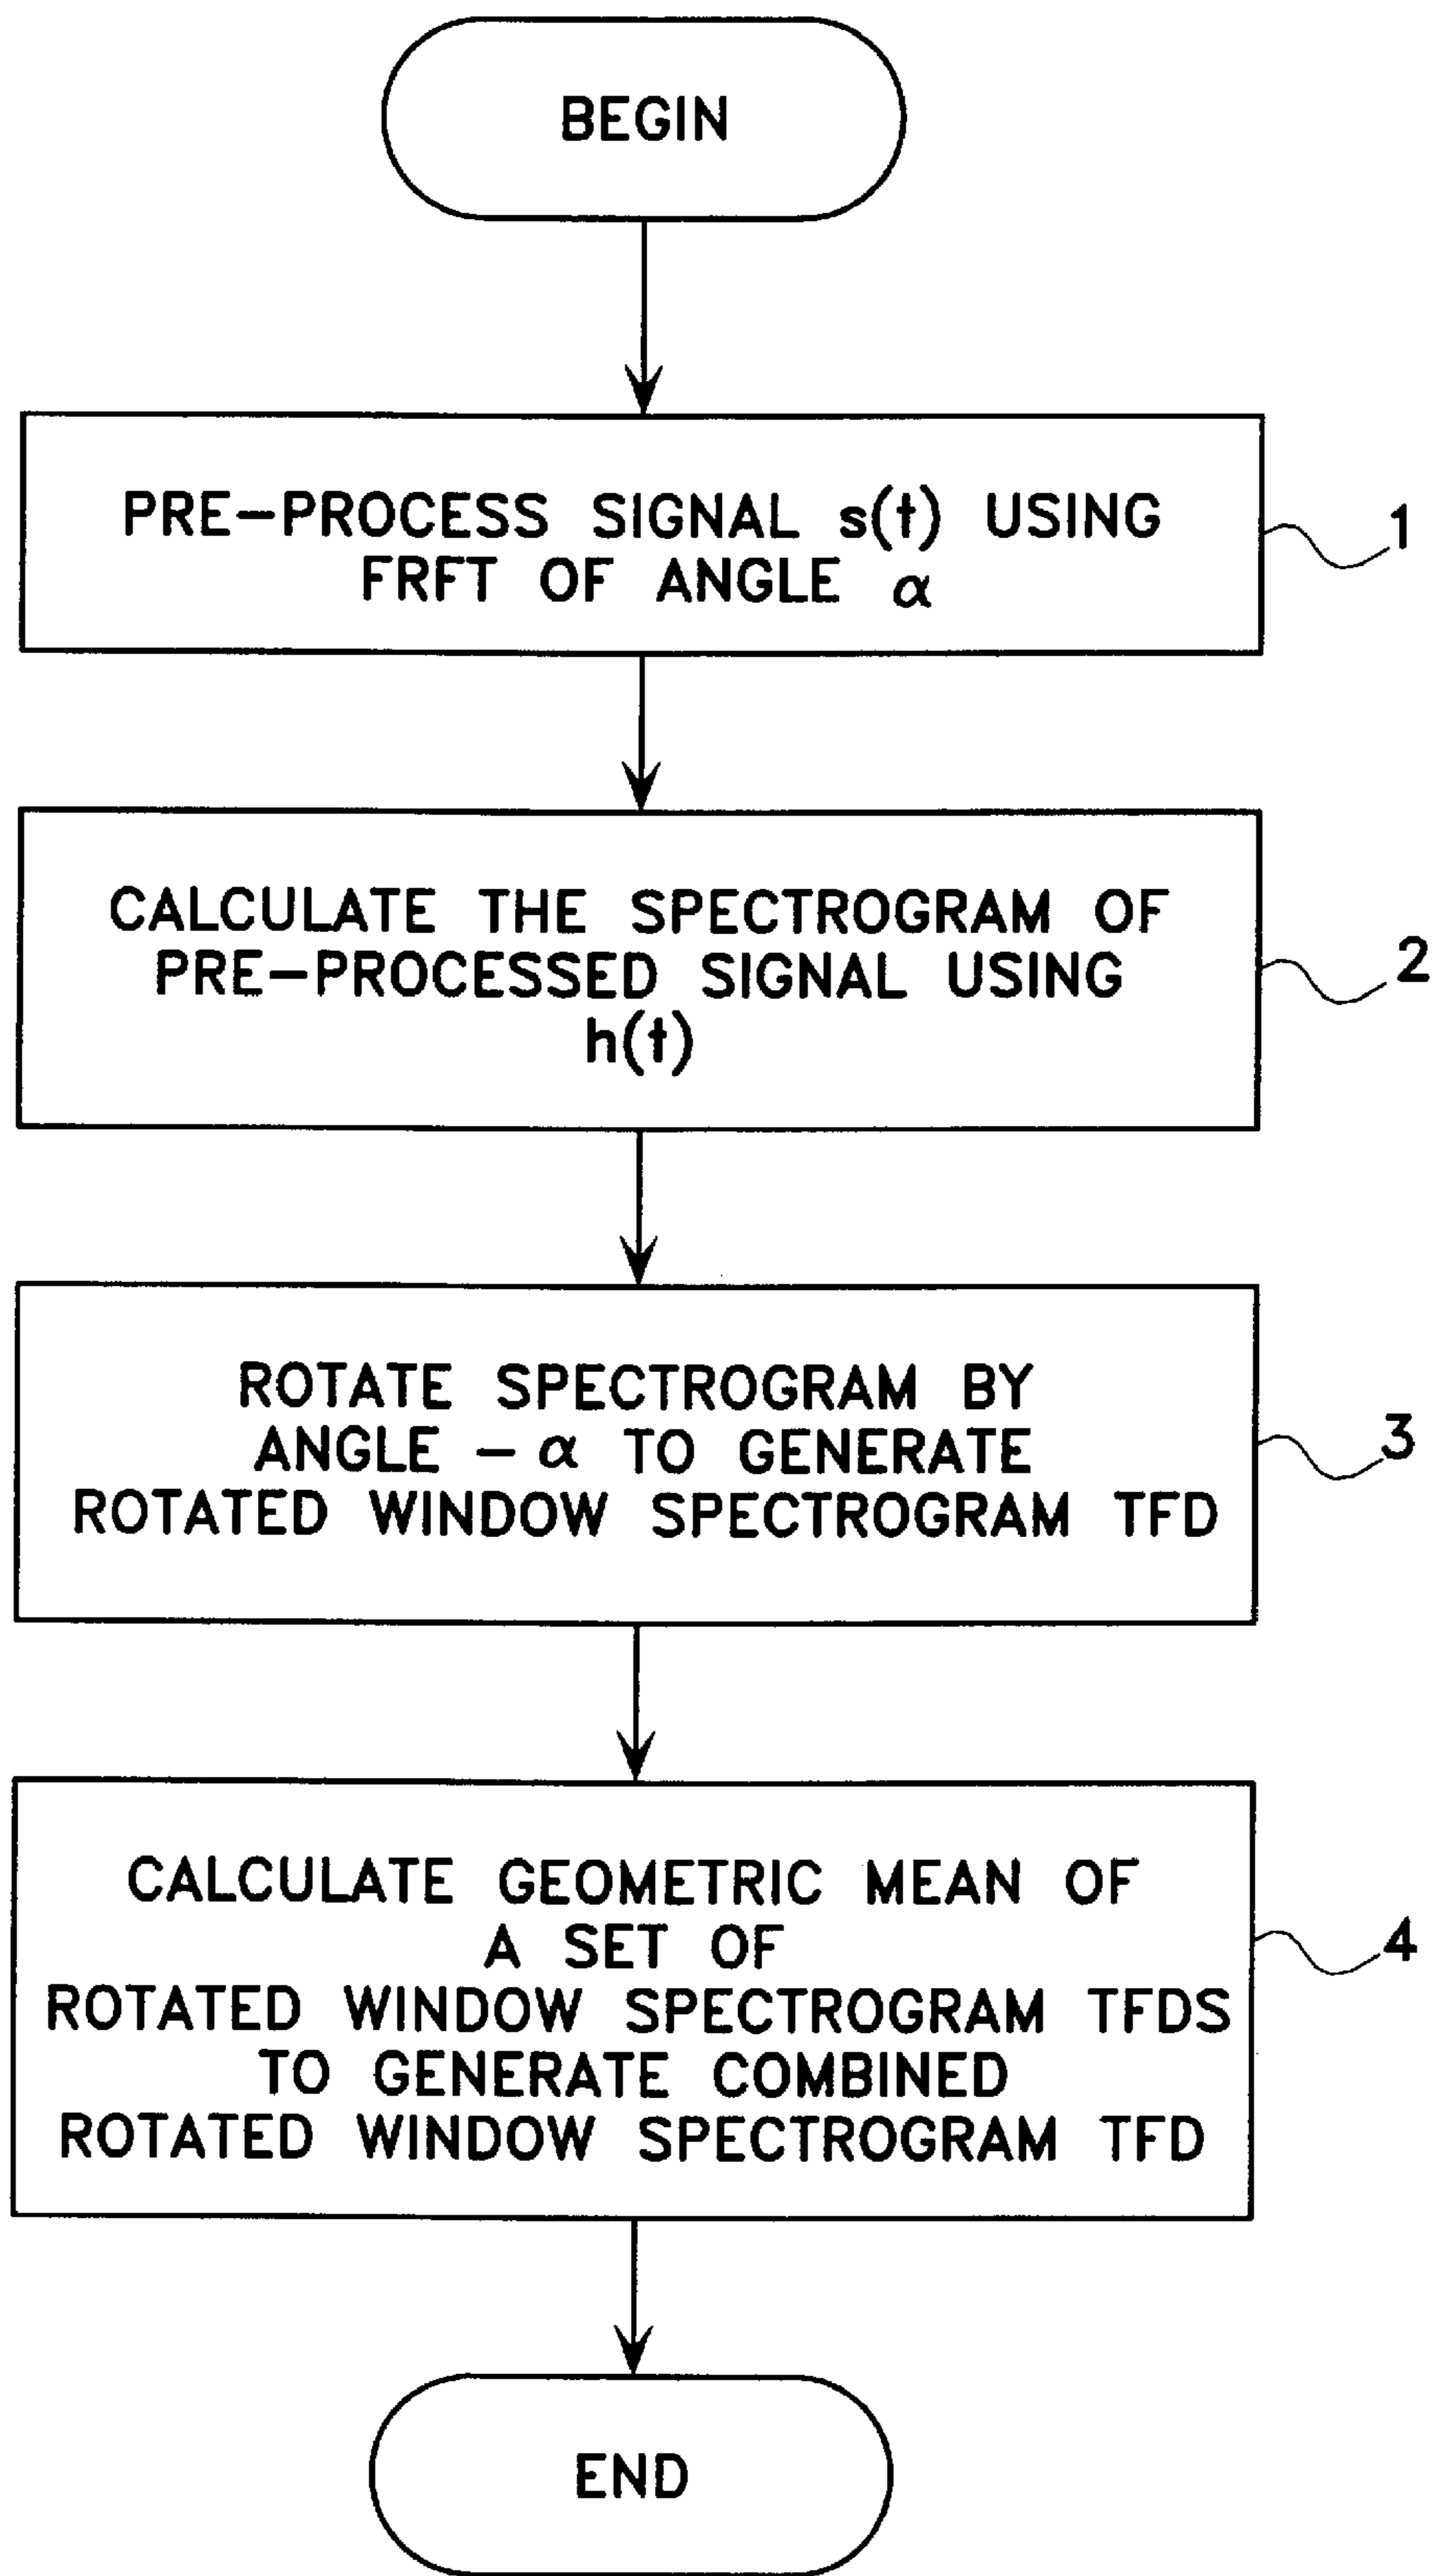 BEGIN
PRE-PROCESS SIGNAL s(t) USING
FRFT OF ANGLE α
1
CALCULATE THE SPECTROGRAM OF
PRE-PROCESSED SIGNAL USING
h(t)
2
ROTATE SPECTROGRAM BY
ANGLE -α TO GENERATE
ROTATED WINDOW SPECTROGRAM TFD
3
CALCULATE GEOMETRIC MEAN OF
A SET OF
ROTATED WINDOW SPECTROGRAM TFDS
TO GENERATE COMBINED
ROTATED WINDOW SPECTROGRAM TFD
4
END